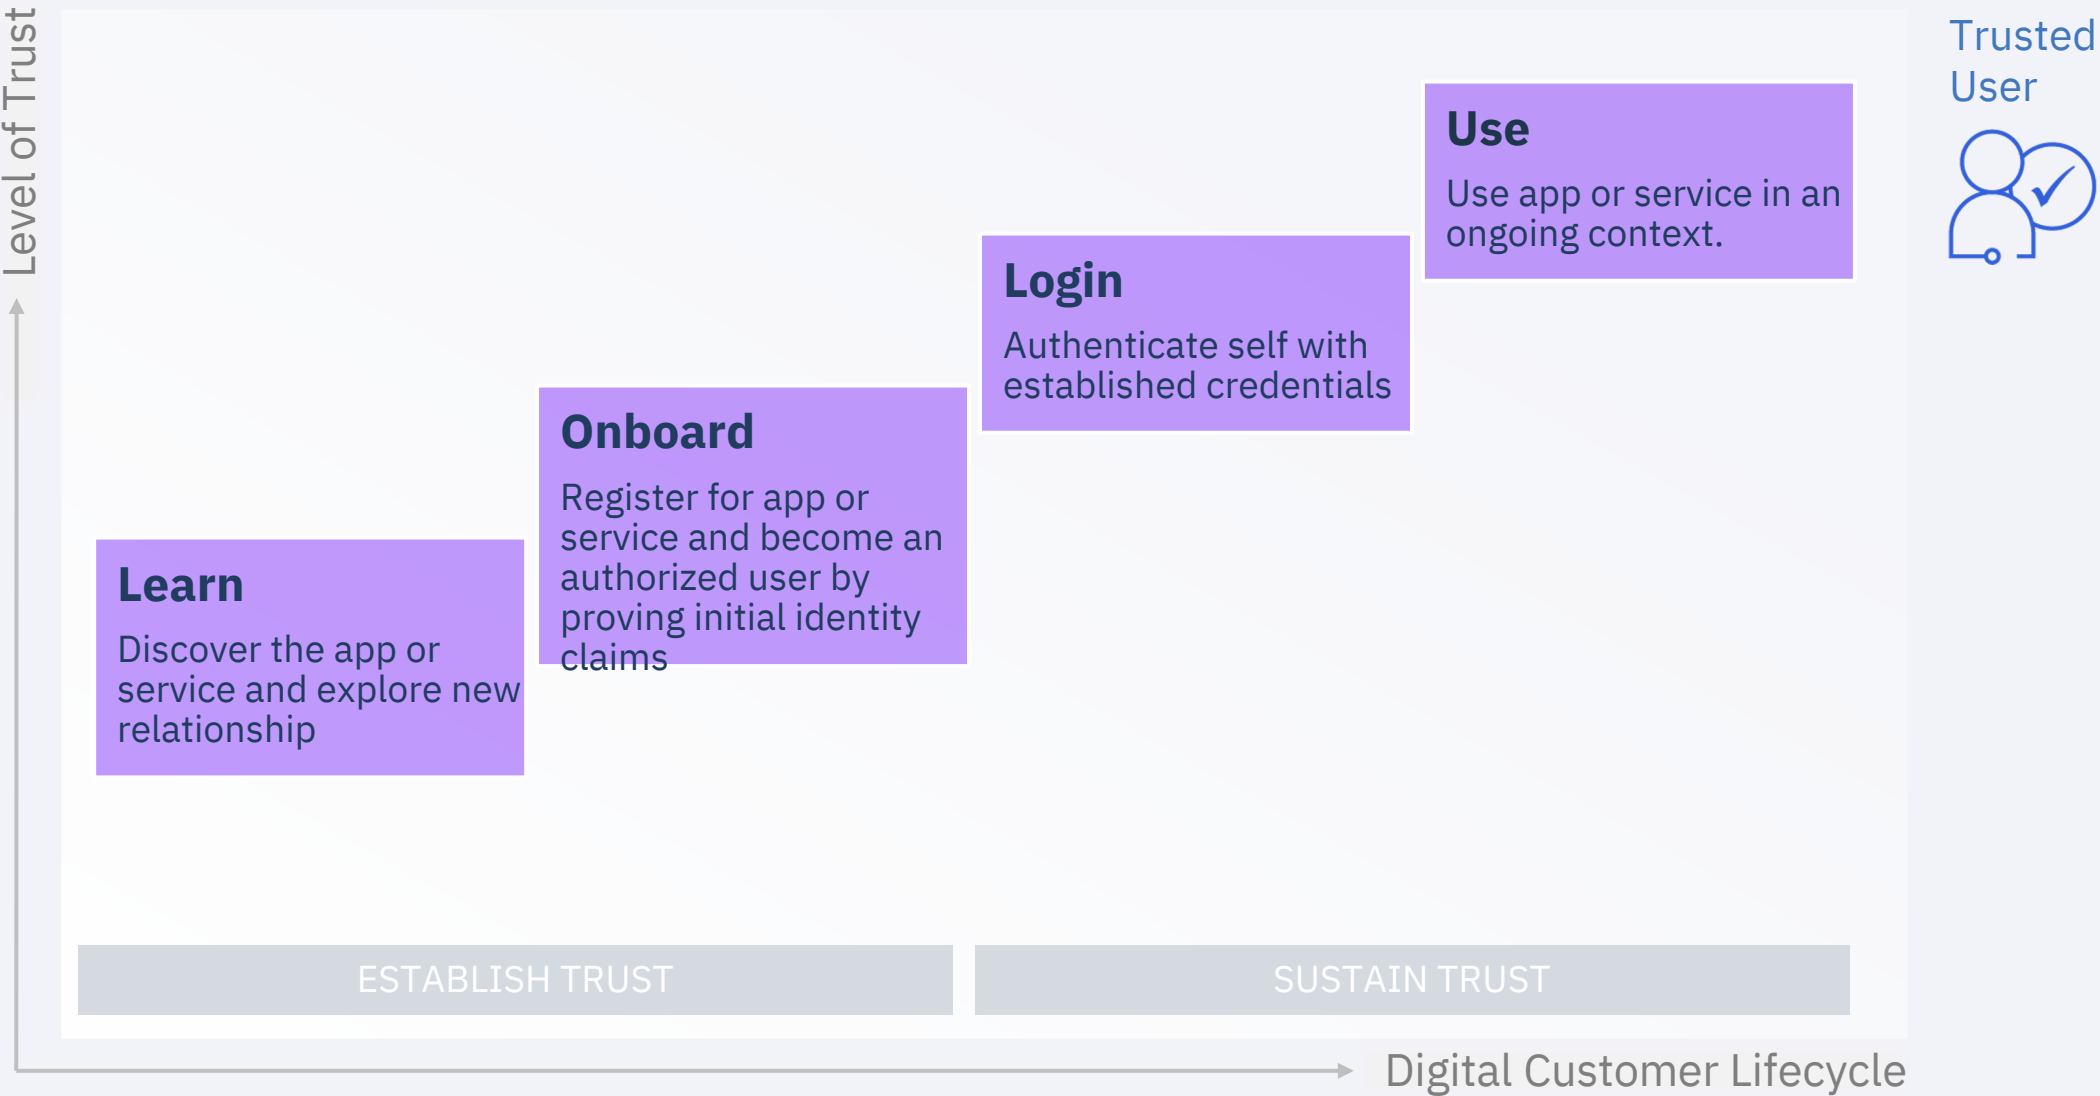 Level of Trust
Trusted
User
Use
Use app or service in an
ongoing context.
Login
Authenticate self with
established credentials
Onboard
Register for app or
service and become an
authorized user by
proving initial identity
claims
Learn
Discover the app or
service and explore new
relationship
ESTABLISH TRUST
SUSTAIN TRUST
Digital Customer Lifecycle